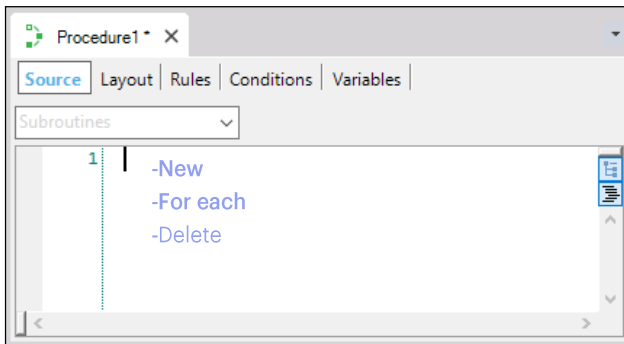 Procedure1*
Source Layout Rules Conditions Variables
Subroutines
1
-New
-For each
-Delete